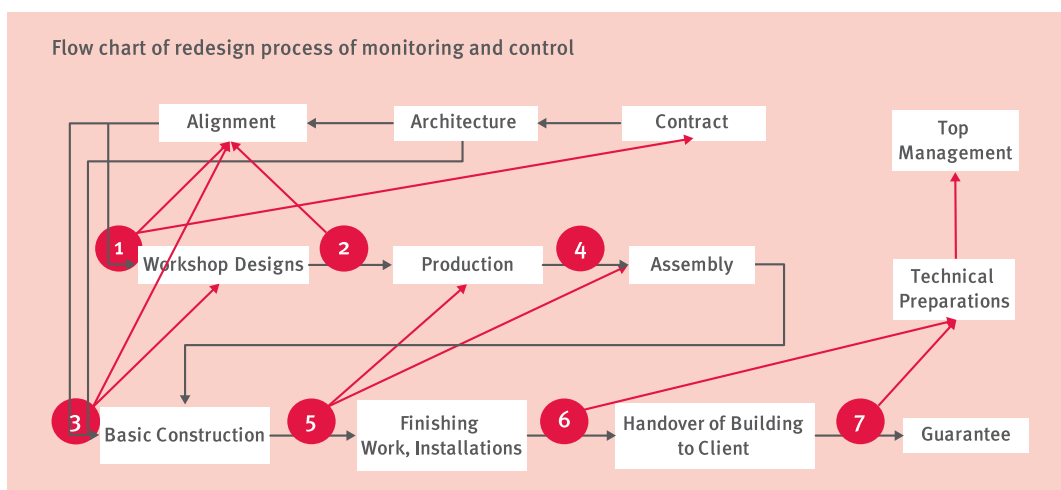 Flow chart of redesign process of monitoring and control
Alignment
Architecture
Contract
Top
Management
1
Workshop Designs
2
Production
4
Assembly
Technical
Preparations
3
Basic Construction
5
Finishing
Work, Installations
6
Handover of Building
to Client
7
Guarantee